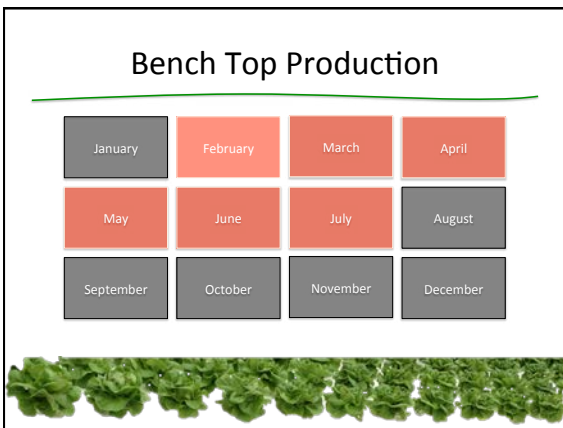 Bench Top Production
January February March April
May June July August
September October November December